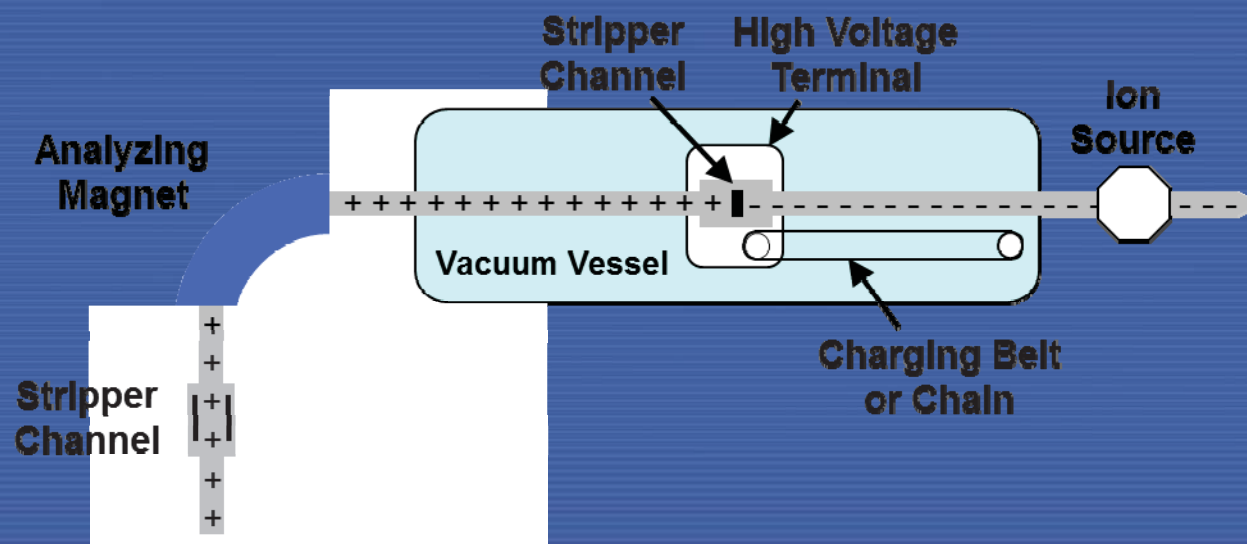 Stripper
Channel
High Voltage
Terminal
Ion
Source
Analyzing
Magnet
+ + + + + + + + + + + + + +
- - - - - - - - - - - - - - - - -
- - -
Vacuum Vessel
Charging Belt
or Chain
+
+
Stripper
Channel
+
+
+
+